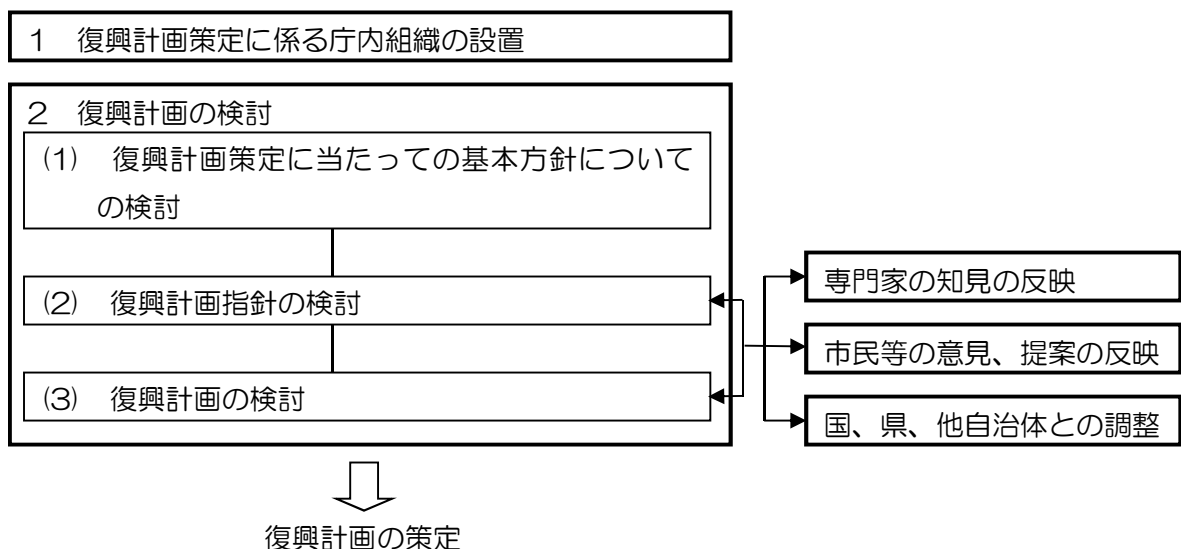 １　復興計画策定に係る庁内組織の設置
２　復興計画の検討
⑴　復興計画策定に当たっての基本方針について
の検討
⑵　復興計画指針の検討
⑶　復興計画の検討
専門家の知見の反映
市民等の意見、提案の反映
国、県、他自治体との調整
復興計画の策定